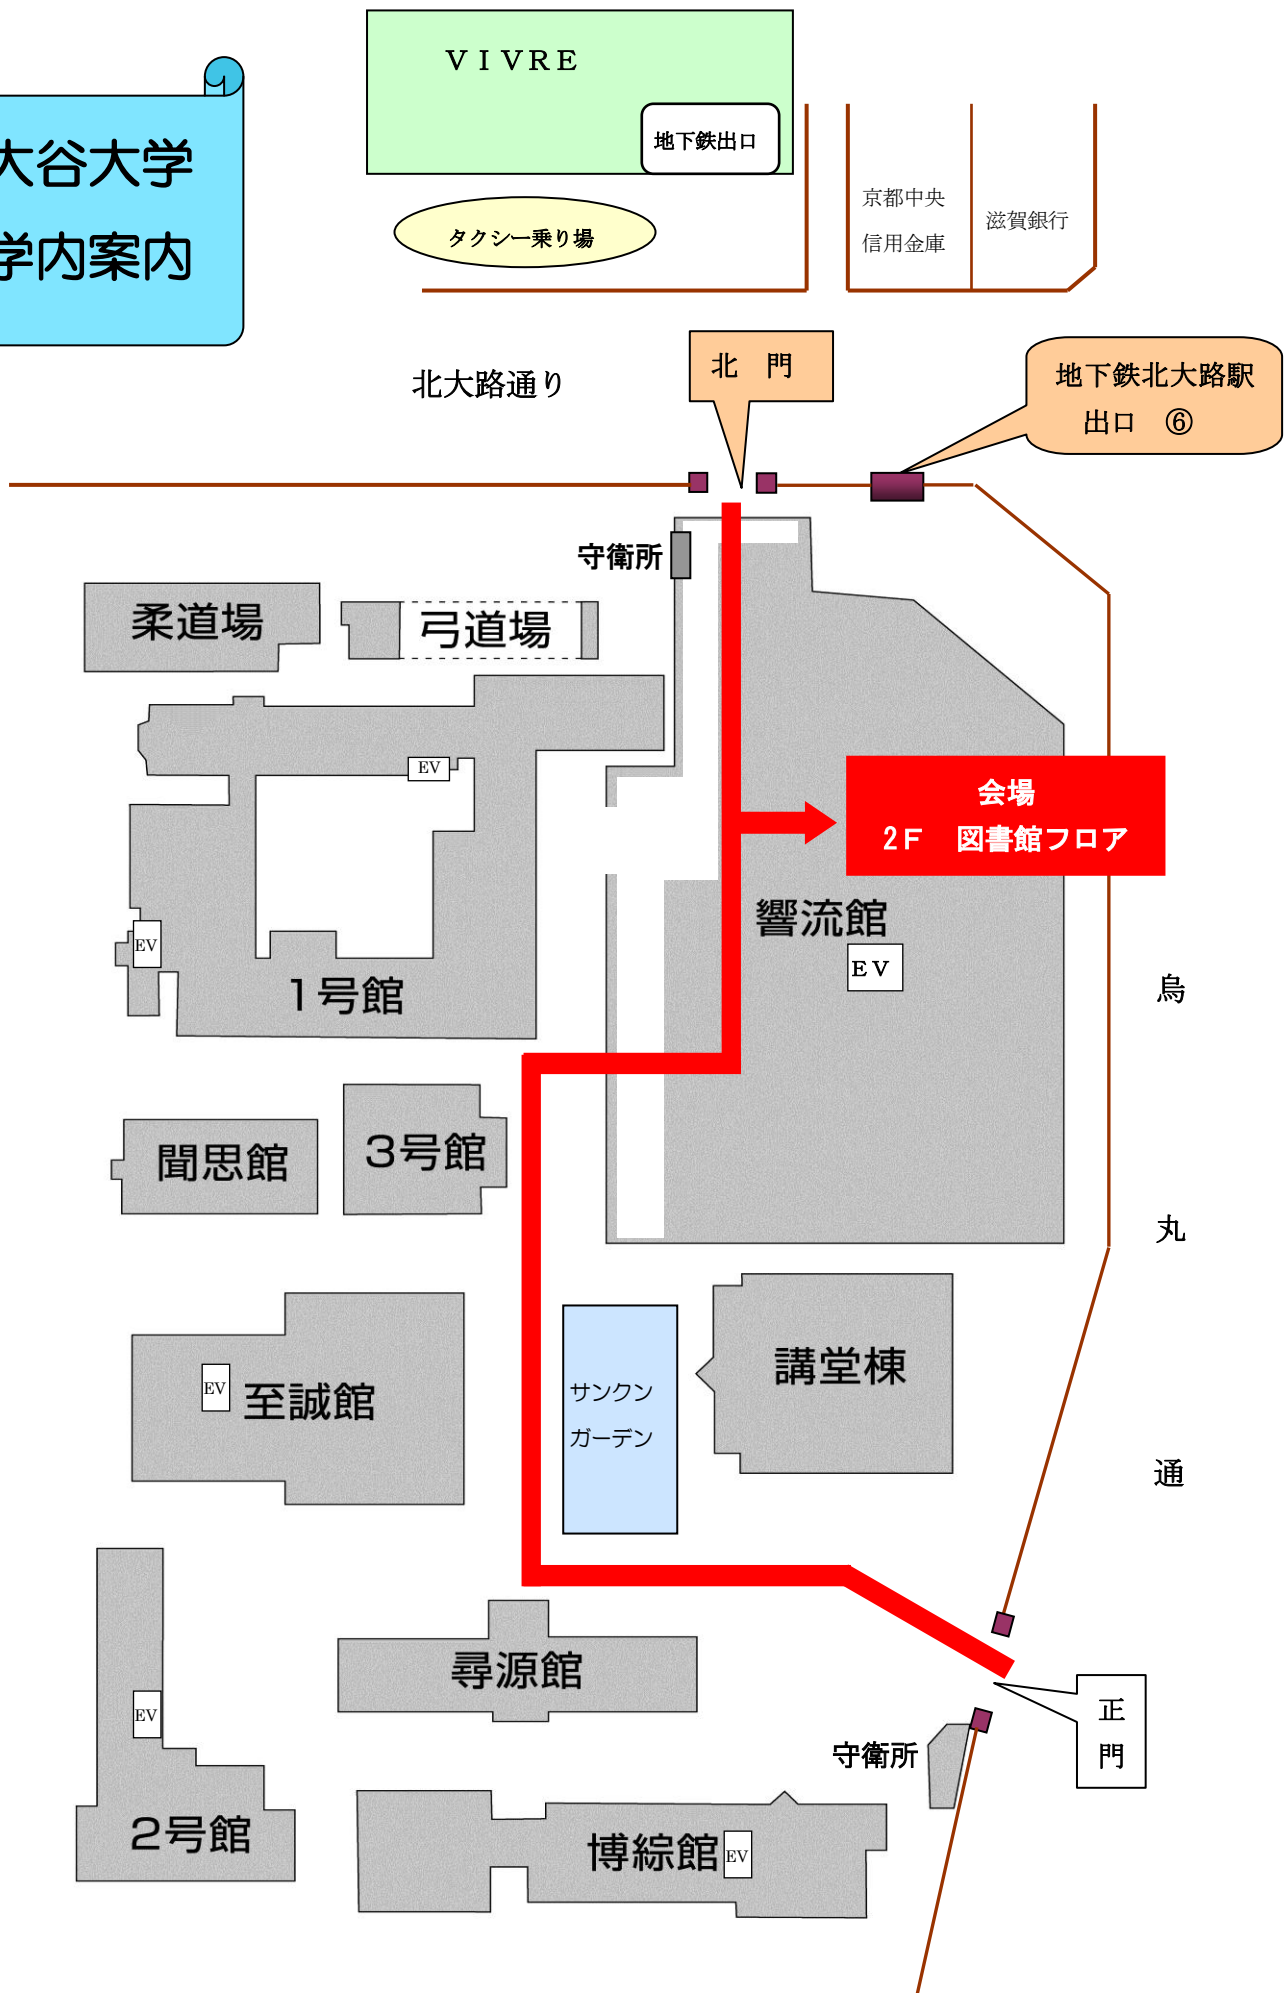 ＶＩＶＲＥ
地下鉄出口
大谷大学
学内案内
タクシー乗り場
京都中央
信用金庫
滋賀銀行
北大路通り
北　門
地下鉄北大路駅
出口　⑥
守衛所
柔道場
弓道場
EV
会場
2Ｆ　図書館フロア
響流館
ＥＶ
EV
1号館
烏
丸
通
聞思館
3号館
講堂棟
サンクン
ガーデン
EV
至誠館
尋源館
EV
正
門
守衛所
2号館
博綜館
EV